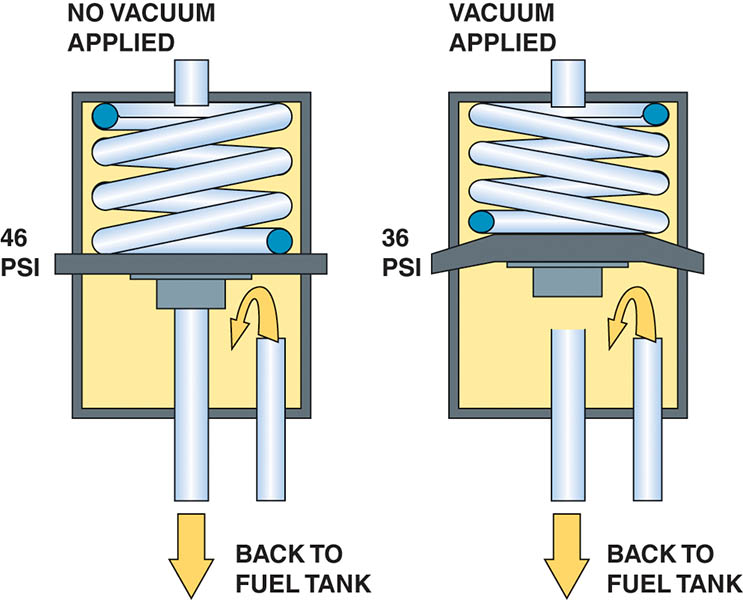 NO VACUUM
APPLIED
VACUUM
APPLIED
46
PSI
36
PSI
BACK TO
FUEL TANK
BACK TO
FUEL TANK